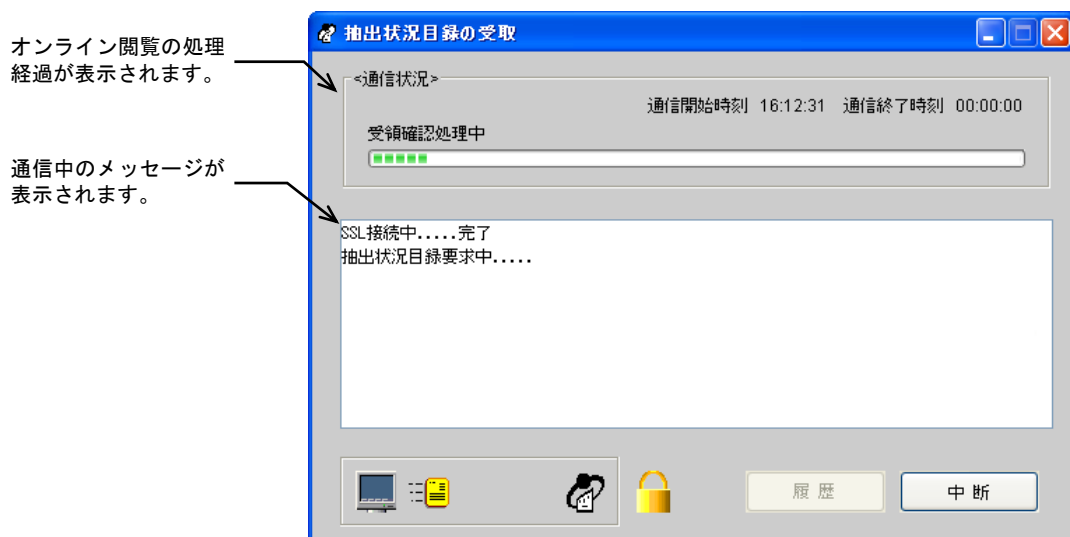 オンライン閲覧の処理
経過が表示されます。
通信中のメッセージが
表示されます。
抽出状況目録の受取
<通信状況>
通信開始時刻 16:12:31 通信終了時刻 00:00:00
受領確認処理中
SSL接続中.....完了
抽出状況目録要求中.....
履歴
中断